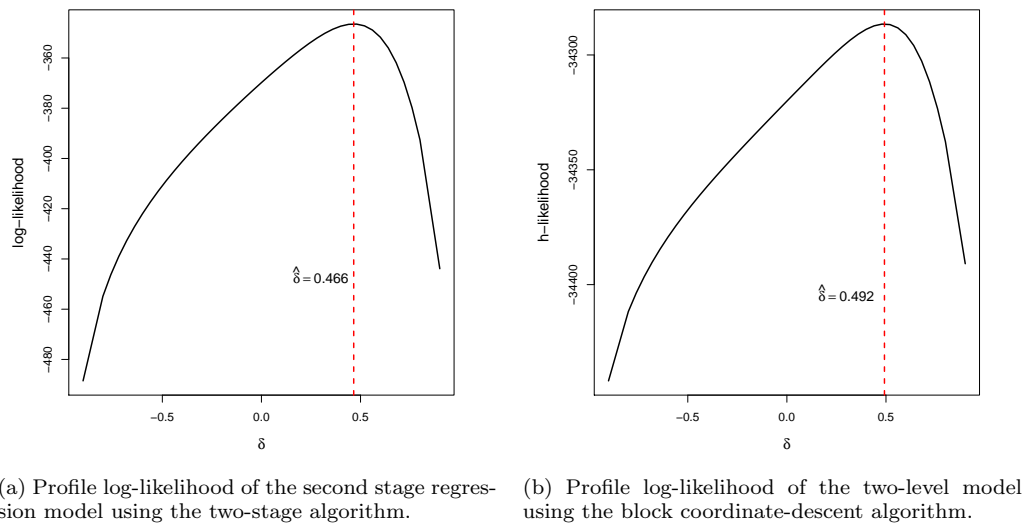 −360
−380
−400
−420
−440
−460
−480
log−likelihood
δ̂ = 0.466
−0.5 0.0 0.5
δ
−34300
−34350
−34400
h−likelihood
δ̂ = 0.492
−0.5 0.0 0.5
δ
(a) Profile log-likelihood of the second stage regres-
sion model using the two-stage algorithm.
(b) Profile log-likelihood of the two-level model
using the block coordinate-descent algorithm.